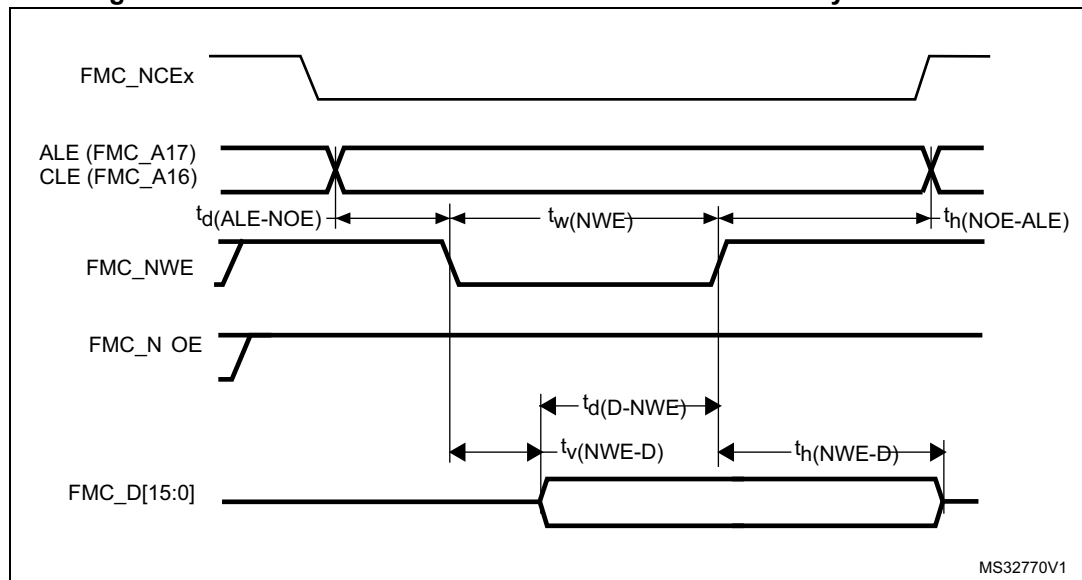 FMC_NCEx
ALE (FMC_A17)
CLE (FMC_A16)
td(ALE-NOE)
tw(NWE)
th(NOE-ALE)
FMC_NWE
FMC_N OE
td(D-NWE)
tv(NWE-D)
th(NWE-D)
FMC_D[15:0]
MS32770V1